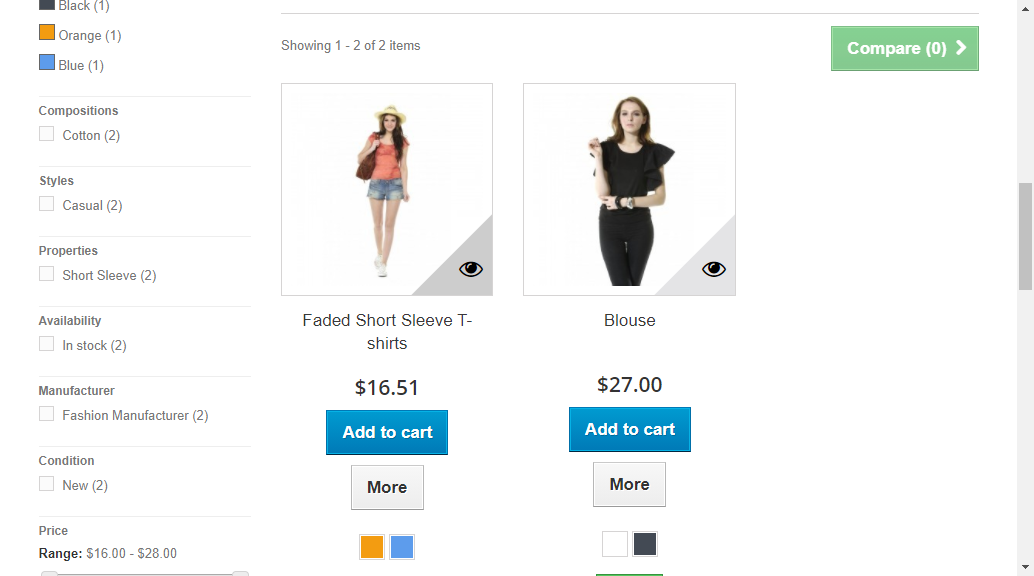 Black (1)
Orange (1)
Blue (1)
Compositions
Cotton (2)
Styles
Casual (2)
Properties
Short Sleeve (2)
Availability
In stock (2)
Manufacturer
Fashion Manufacturer (2)
Condition
New (2)
Price
Range: $16.00 - $28.00
Showing 1 - 2 of 2 items
Compare (0)
Faded Short Sleeve T-
shirts
$16.51
Add to cart
More
Blouse
$27.00
Add to cart
More